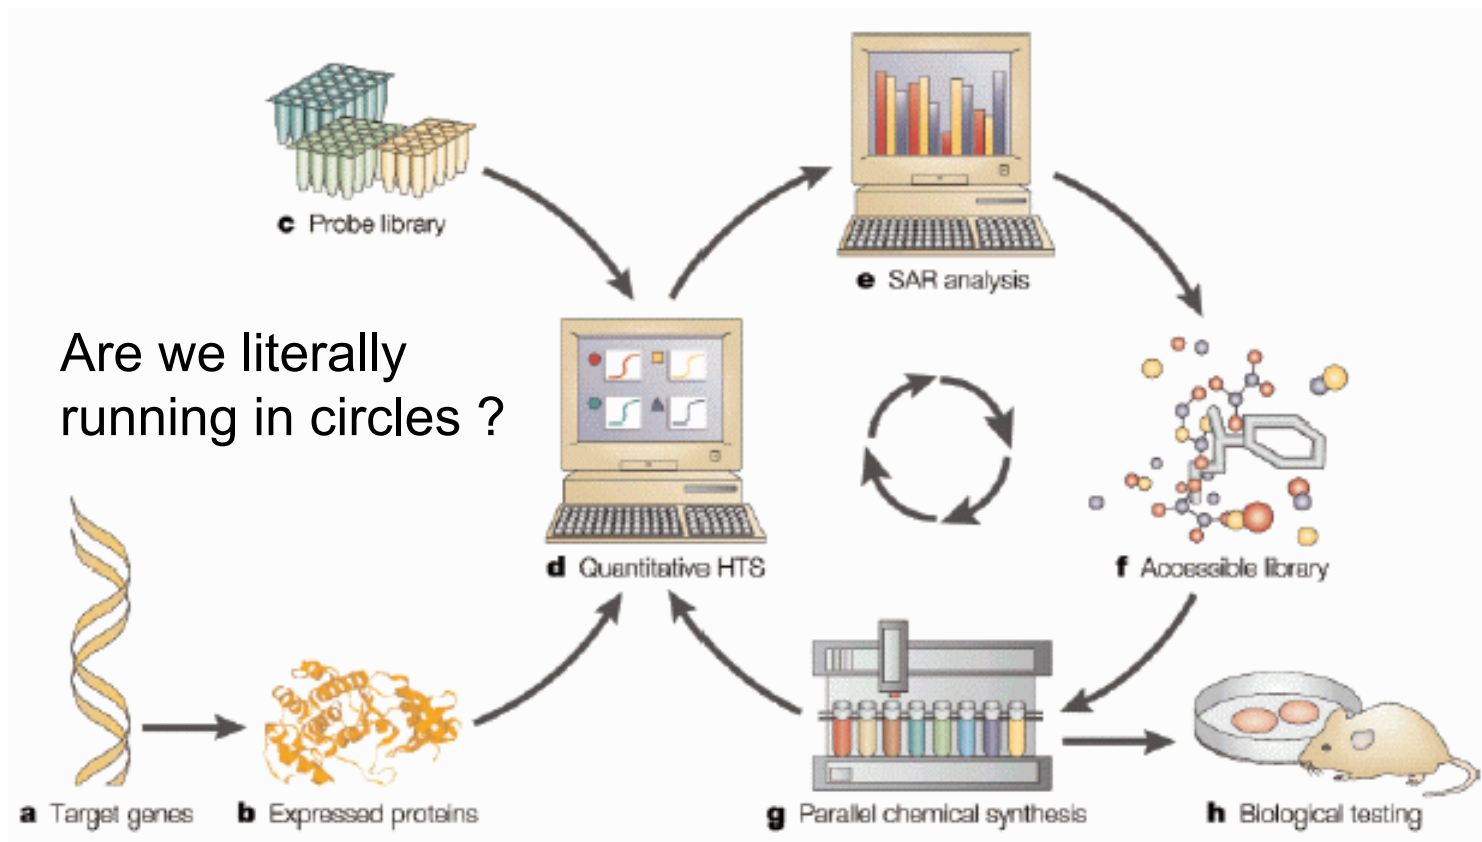 c Probe library
e SAR analysis
Are we literally
running in circles ?
d Quantitative HTS
f Accessible library
a Target genes
b Expressed proteins
g Parallel chemical synthesis
h Biological testing